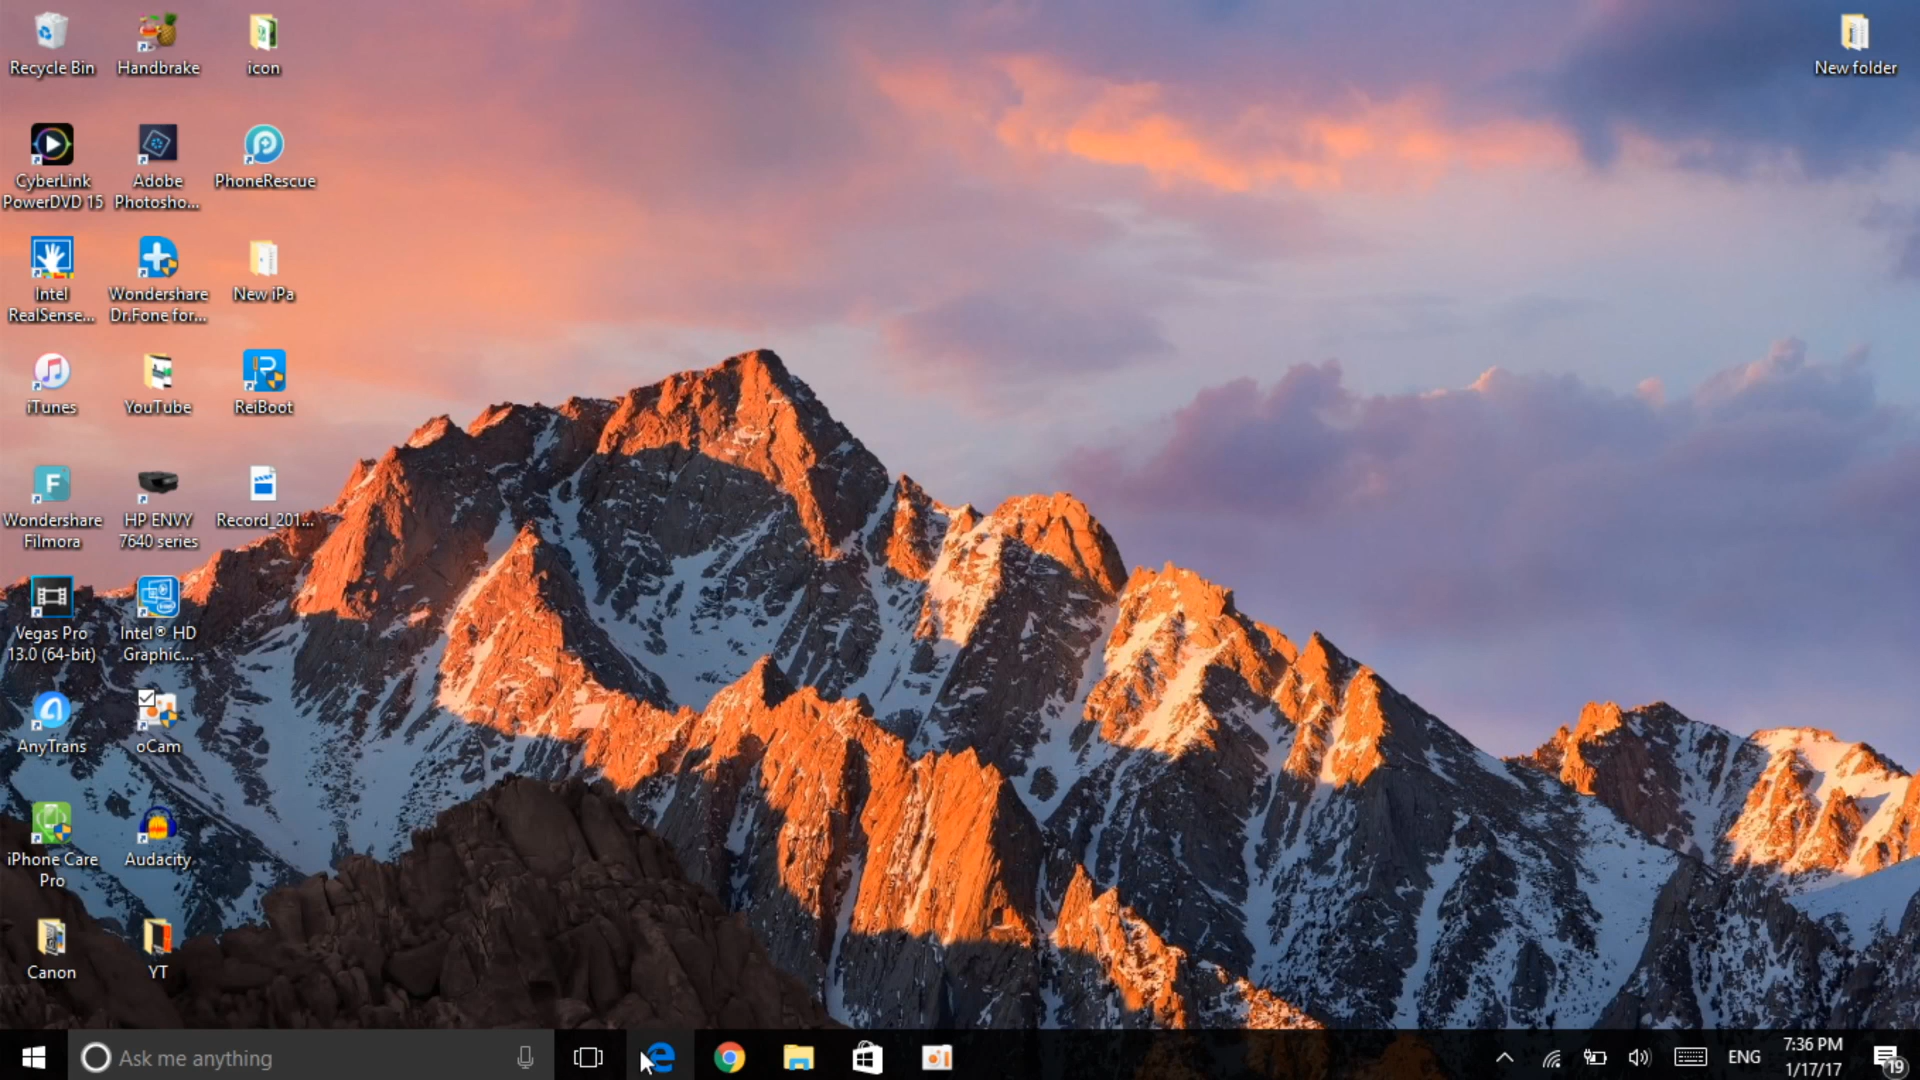 Recycle Bin
Handbrake
icon
New folder
CyberLink
PowerDVD 15
Adobe
Photosho...
PhoneRescue
Intel
RealSense...
Wondershare
Dr.Fone for...
New iPa
iTunes
YouTube
ReiBoot
Wondershare
Filmora
HP ENVY
7640 series
Record_201...
Vegas Pro
13.0 (64-bit)
Intel® HD
Graphic...
AnyTrans
oCam
iPhone Care
Pro
Audacity
Canon
YT
Ask me anything
ENG
7:36 PM
1/17/17
19